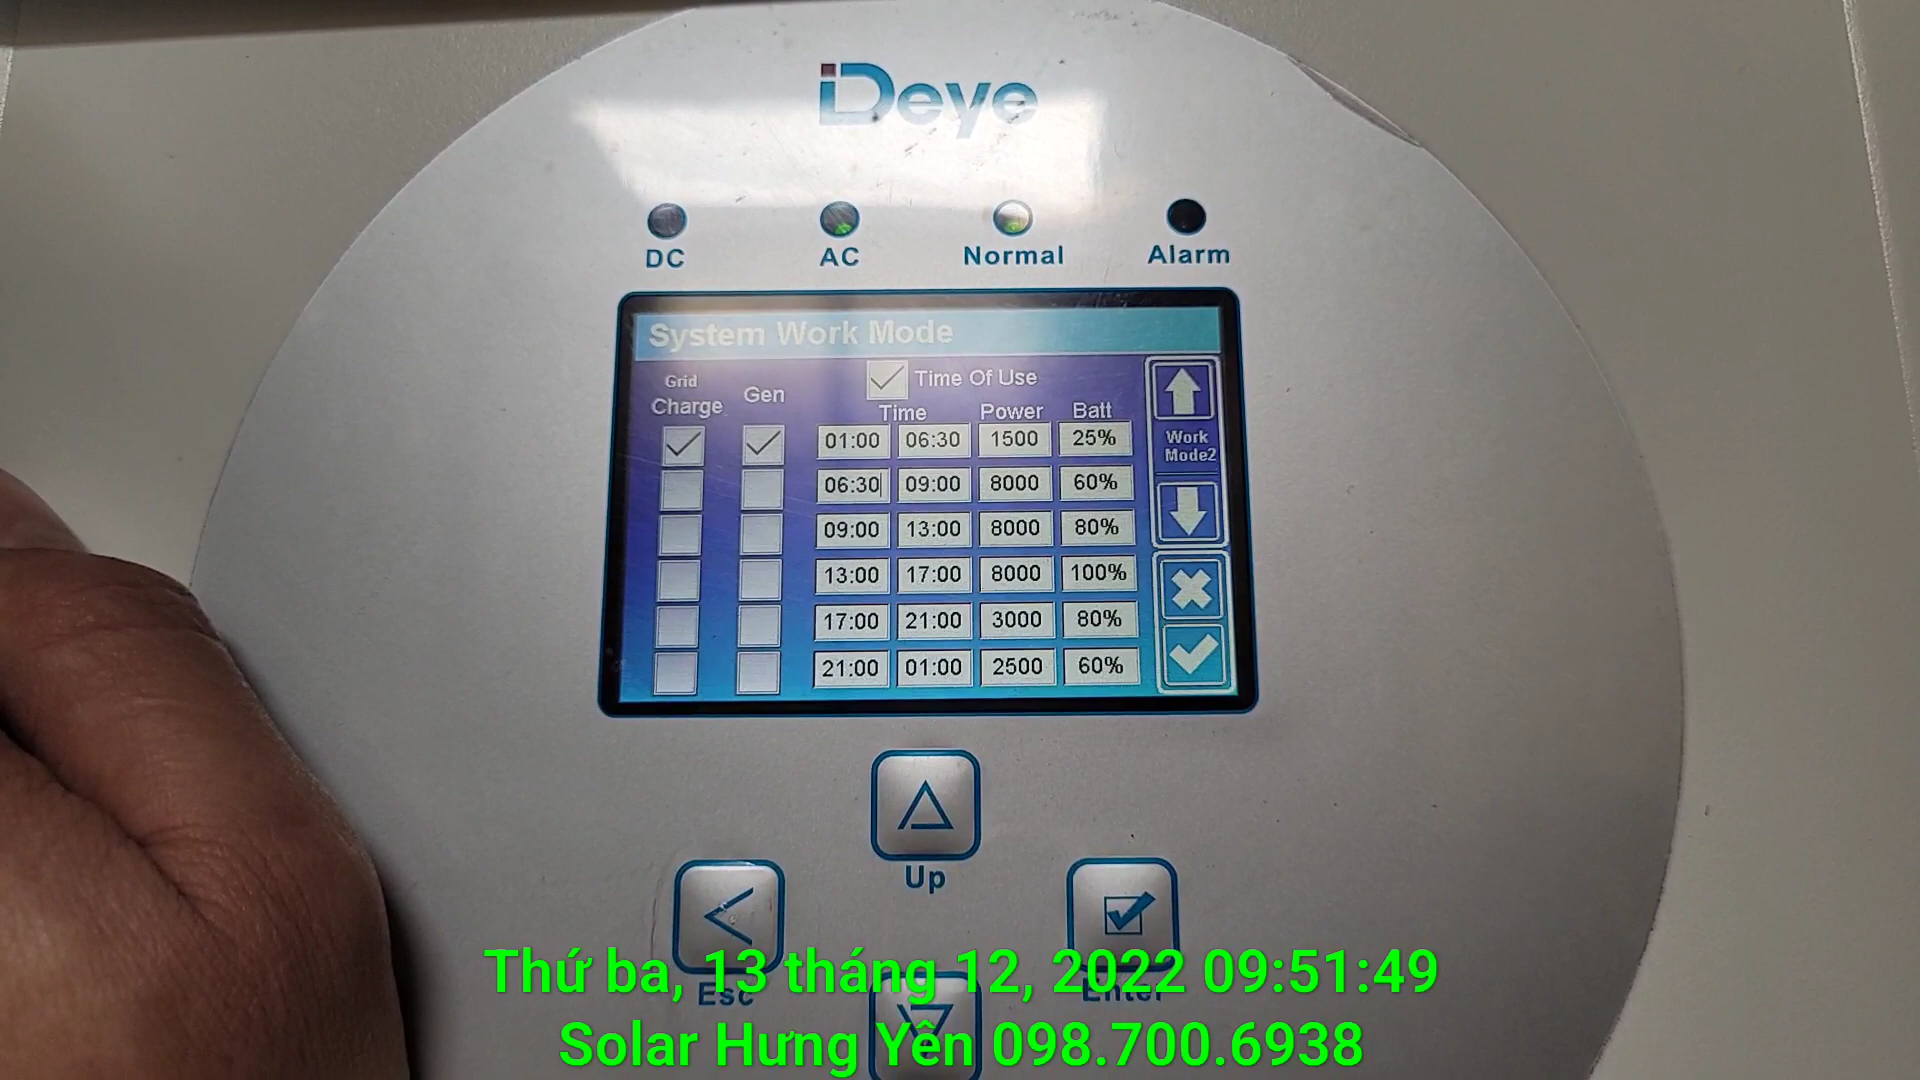 Deye
DC AC Normal Alarm
System Work Mode
Grid Charge Gen Time Of Use
Time Power Batt
01:00 06:30 1500 25%
06:30 09:00 8000 60%
09:00 13:00 8000 80%
13:00 17:00 8000 100%
17:00 21:00 3000 80%
21:00 01:00 2500 60%
Work
Mode2
Up
Esc Enter
Thứ ba, 13 tháng 12, 2022 09:51:49
Solar Hưng Yên 098.700.6938